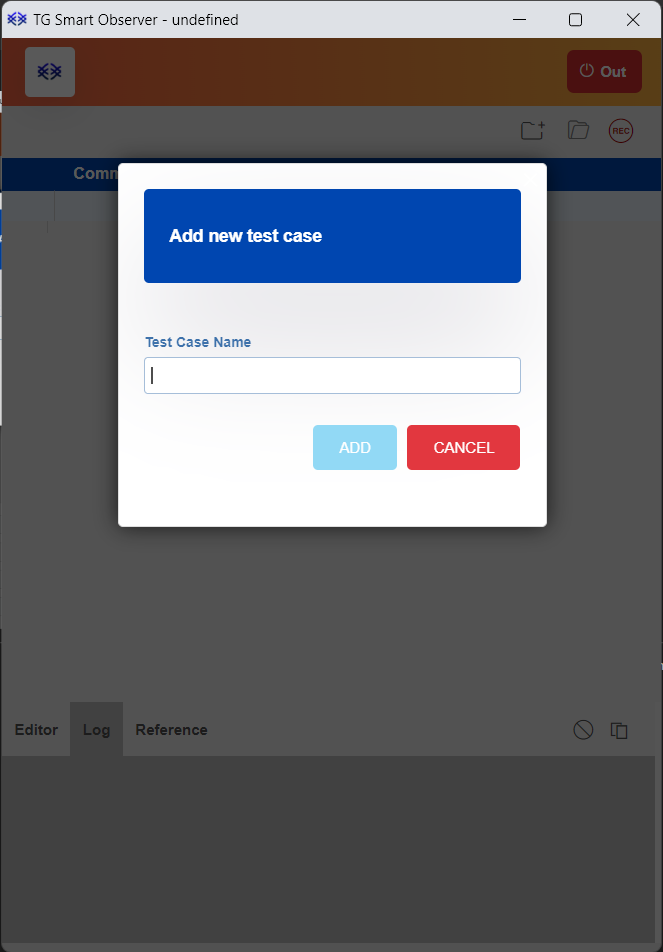 TG Smart Observer - undefined
Out
REC
Comm
Add new test case
Test Case Name
ADD CANCEL
Editor Log Reference